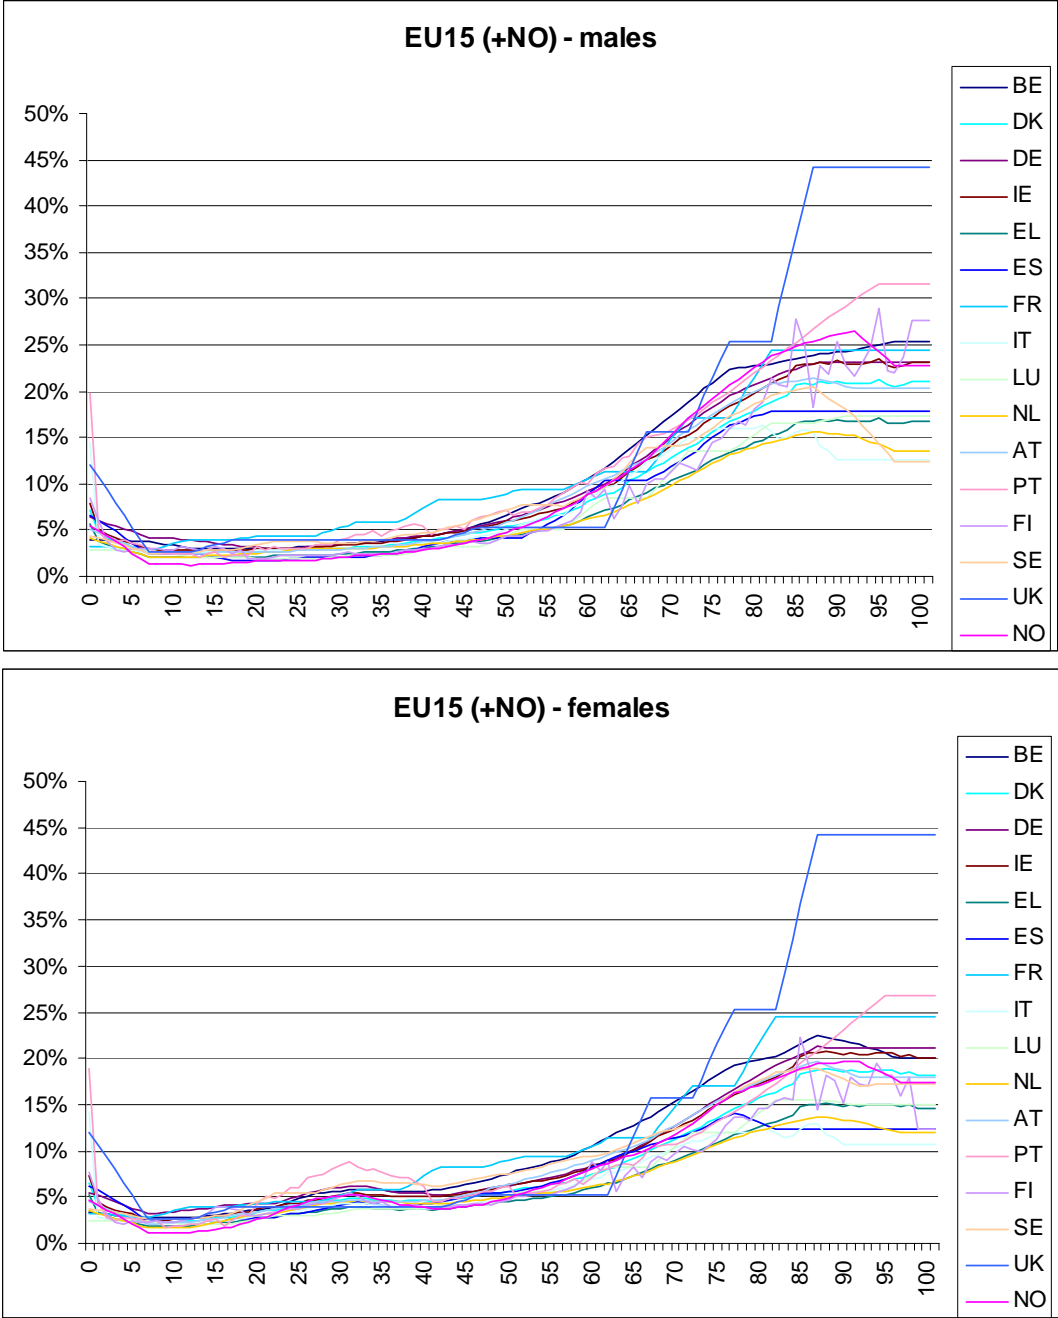 EU15 (+NO) - males
50%
45%
40%
35%
30%
25%
20%
15%
10%
5%
0%
0 5 10 15 20 25 30 35 40 45 50 55 60 65 70 75 80 85 90 95 100
BE
DK
DE
IE
EL
ES
FR
IT
LU
NL
AT
PT
FI
SE
UK
NO
EU15 (+NO) - females
50%
45%
40%
35%
30%
25%
20%
15%
10%
5%
0%
0 5 10 15 20 25 30 35 40 45 50 55 60 65 70 75 80 85 90 95 100
BE
DK
DE
IE
EL
ES
FR
IT
LU
NL
AT
PT
FI
SE
UK
NO